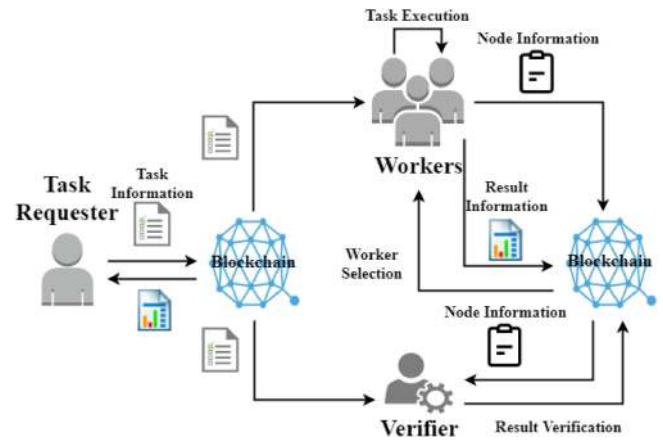 Task Execution
Node Information
Workers
Task
Information
Task
Requester
Result
Information
Blockchain
Worker
Selection
Blockchain
Node Information
Verifier
Result Verification